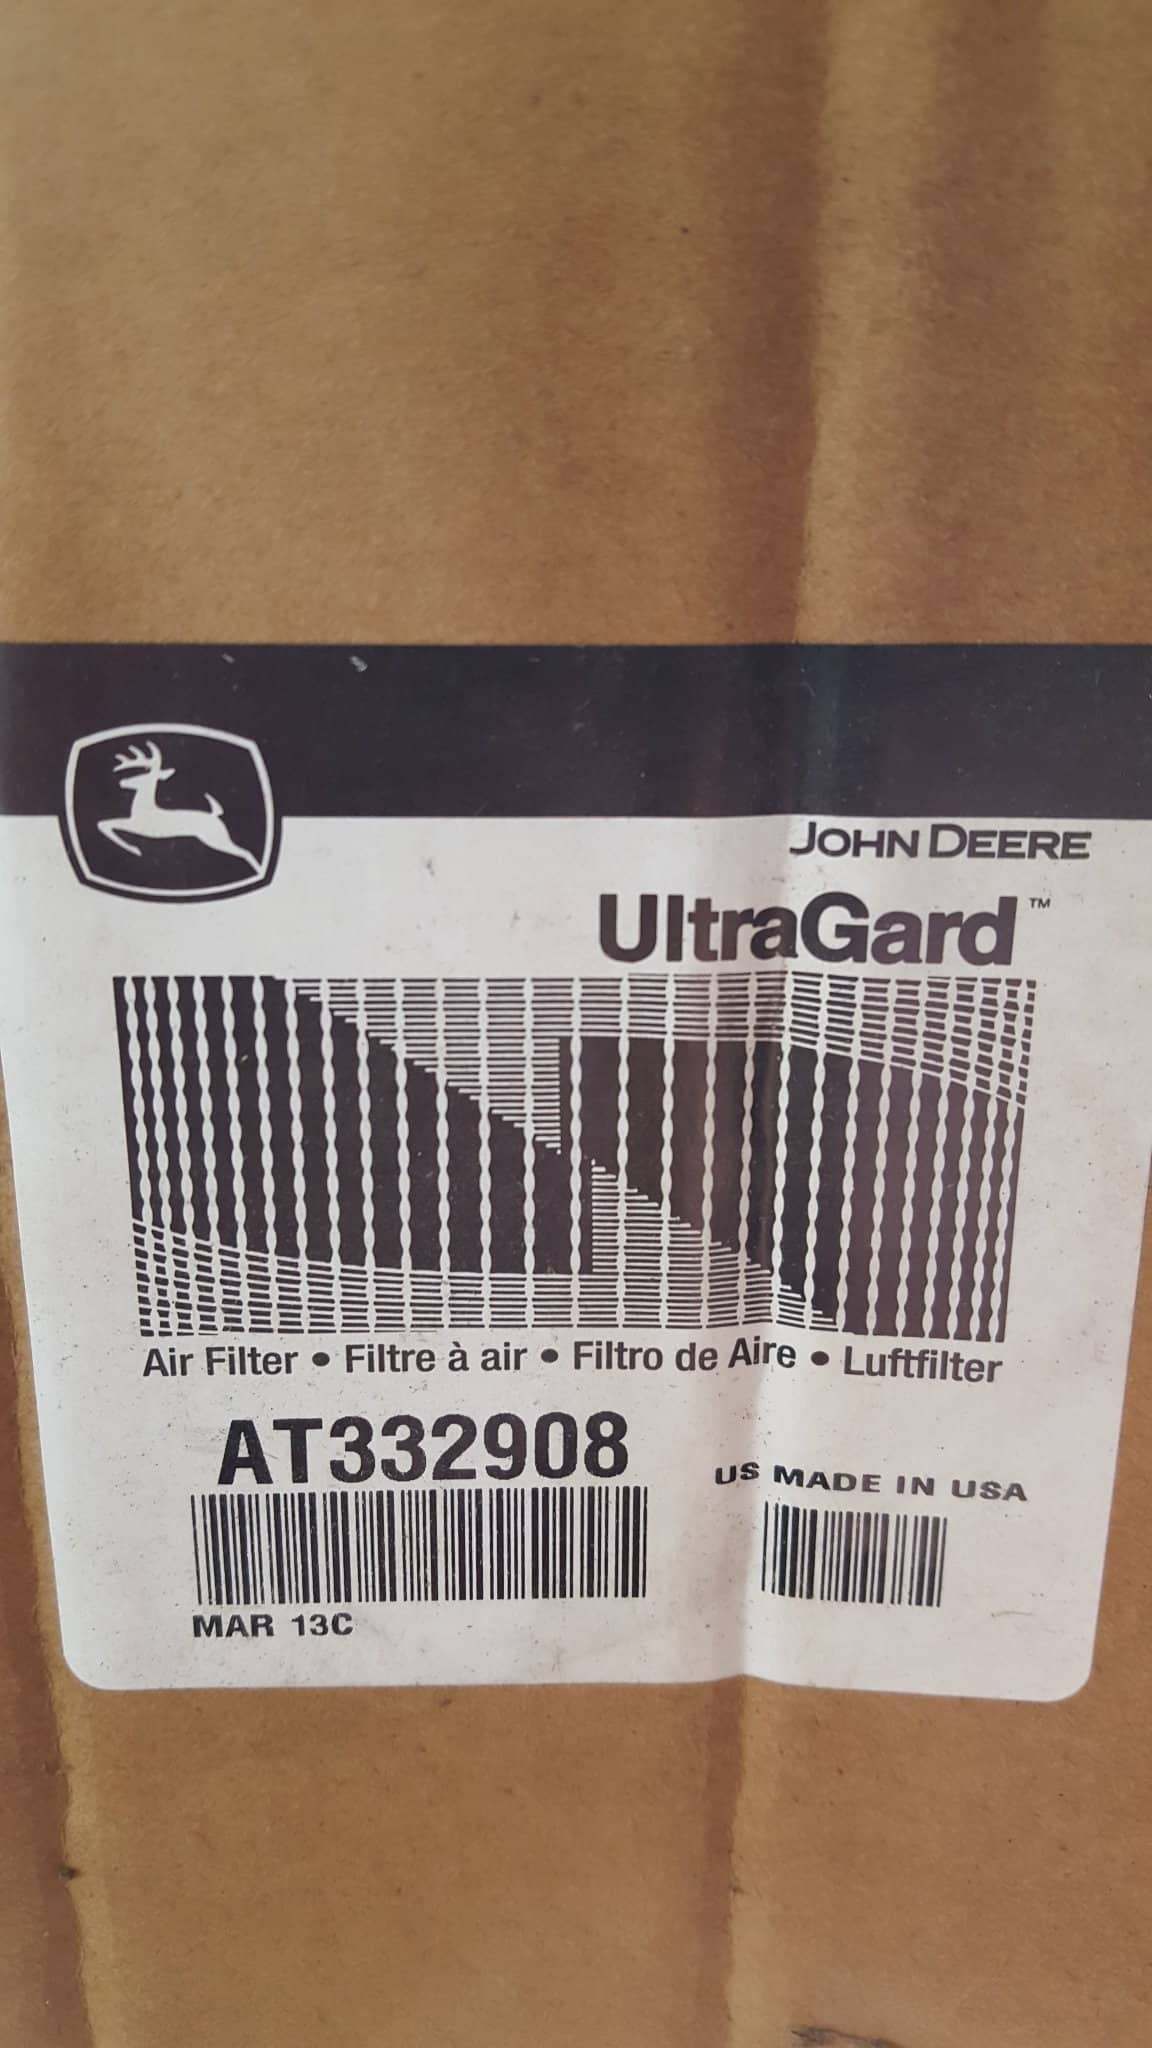 JOHN DEERE
UltraGard™
Air Filter • Filtre à air • Filtro de Aire • Luftfilter
AT332908
US MADE IN USA
MAR 13C